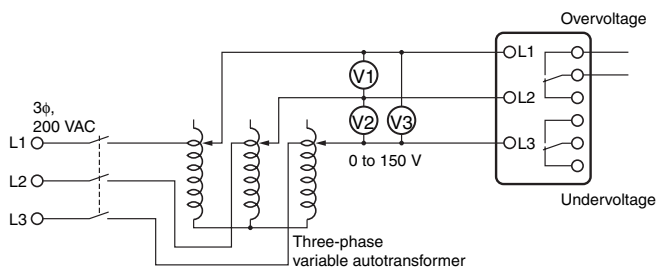 Overvoltage
L1
V1
L2
3ϕ,
200 VAC
V2
V3
L1
L3
0 to 150 V
L2
Undervoltage
L3
Three-phase
variable autotransformer